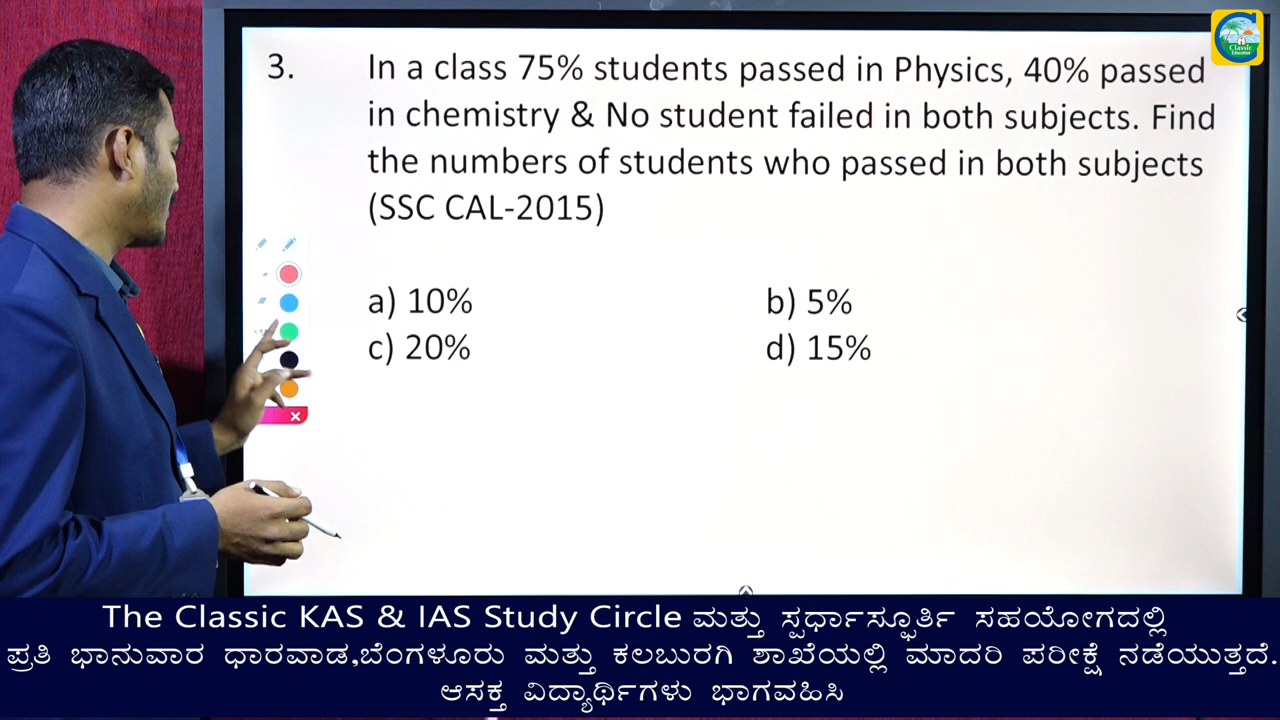 Classic
Education
3. In a class 75% students passed in Physics, 40% passed
in chemistry & No student failed in both subjects. Find
the numbers of students who passed in both subjects
(SSC CAL-2015)
a) 10% b) 5%
c) 20% d) 15%
The Classic KAS & IAS Study Circle ಮತ್ತು ಸ್ಪರ್ಧಾಸ್ಫೂರ್ತಿ ಸಹಯೋಗದಲ್ಲಿ
ಪ್ರತಿ ಭಾನುವಾರ ಧಾರವಾಡ,ಬೆಂಗಳೂರು ಮತ್ತು ಕಲಬುರಗಿ ಶಾಖೆಯಲ್ಲಿ ಮಾದರಿ ಪರೀಕ್ಷೆ ನಡೆಯುತ್ತದೆ.
ಆಸಕ್ತ ವಿದ್ಯಾರ್ಥಿಗಳು ಭಾಗವಹಿಸಿ